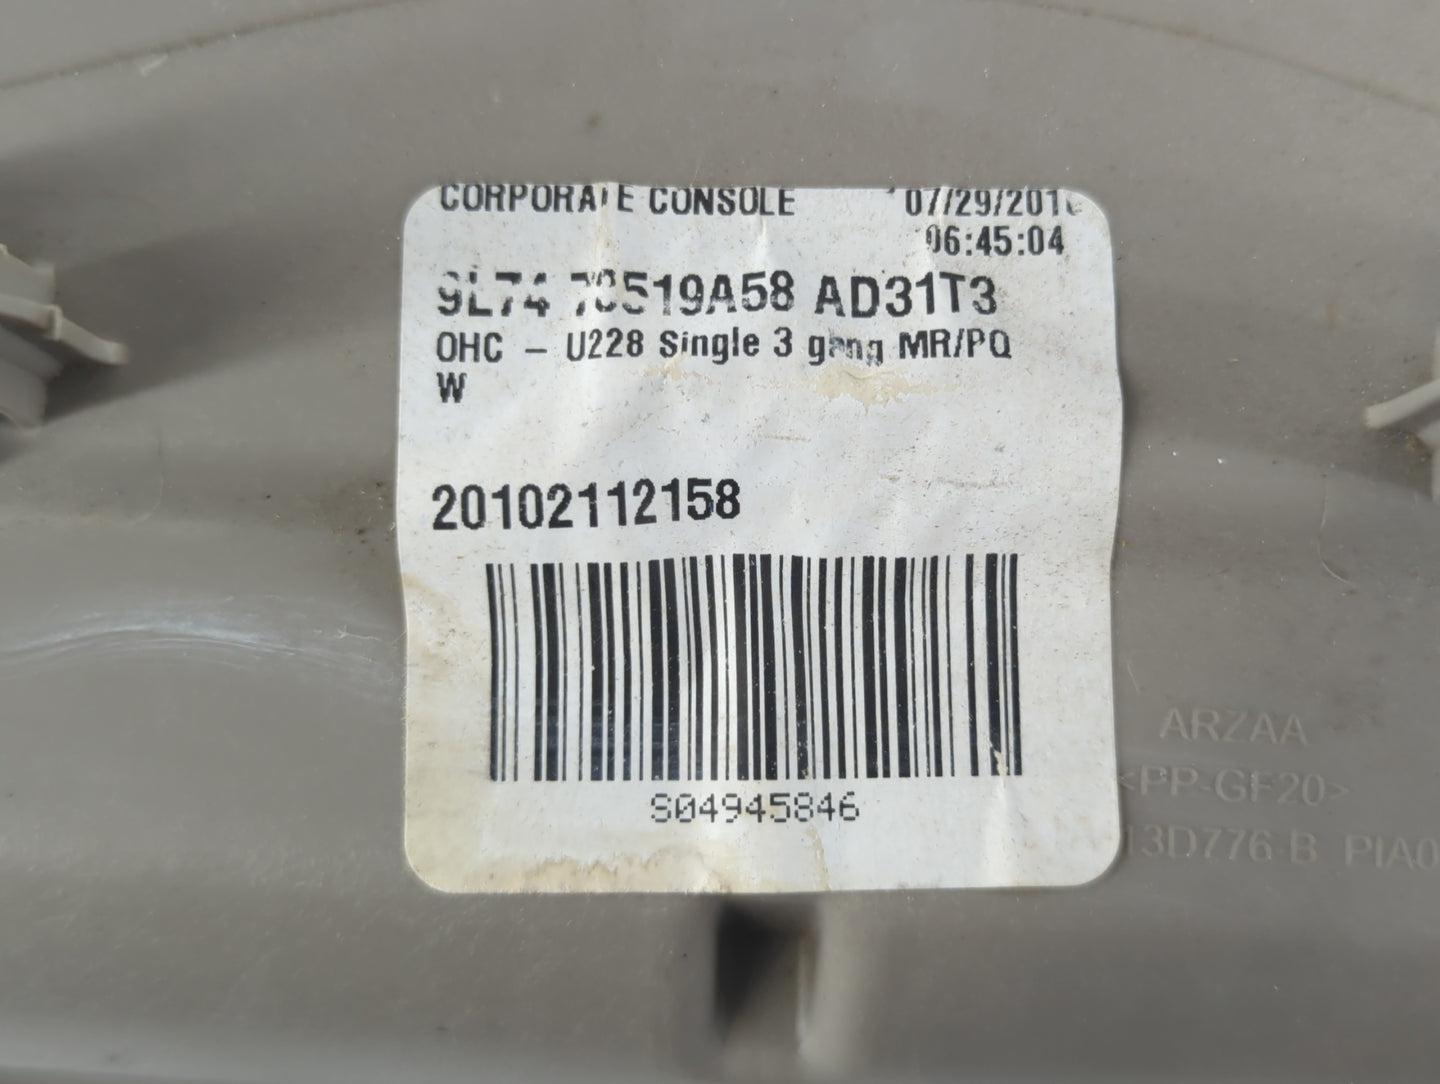 CORPORATE CONSOLE 07/29/2010
06:45:04
9L74 78519A58 AD31T3
OHC - U228 Single 3 gang MR/PQ
W
20102112158
S04945846
ARZAA
<PP-GF20>
13D776-B PIA0